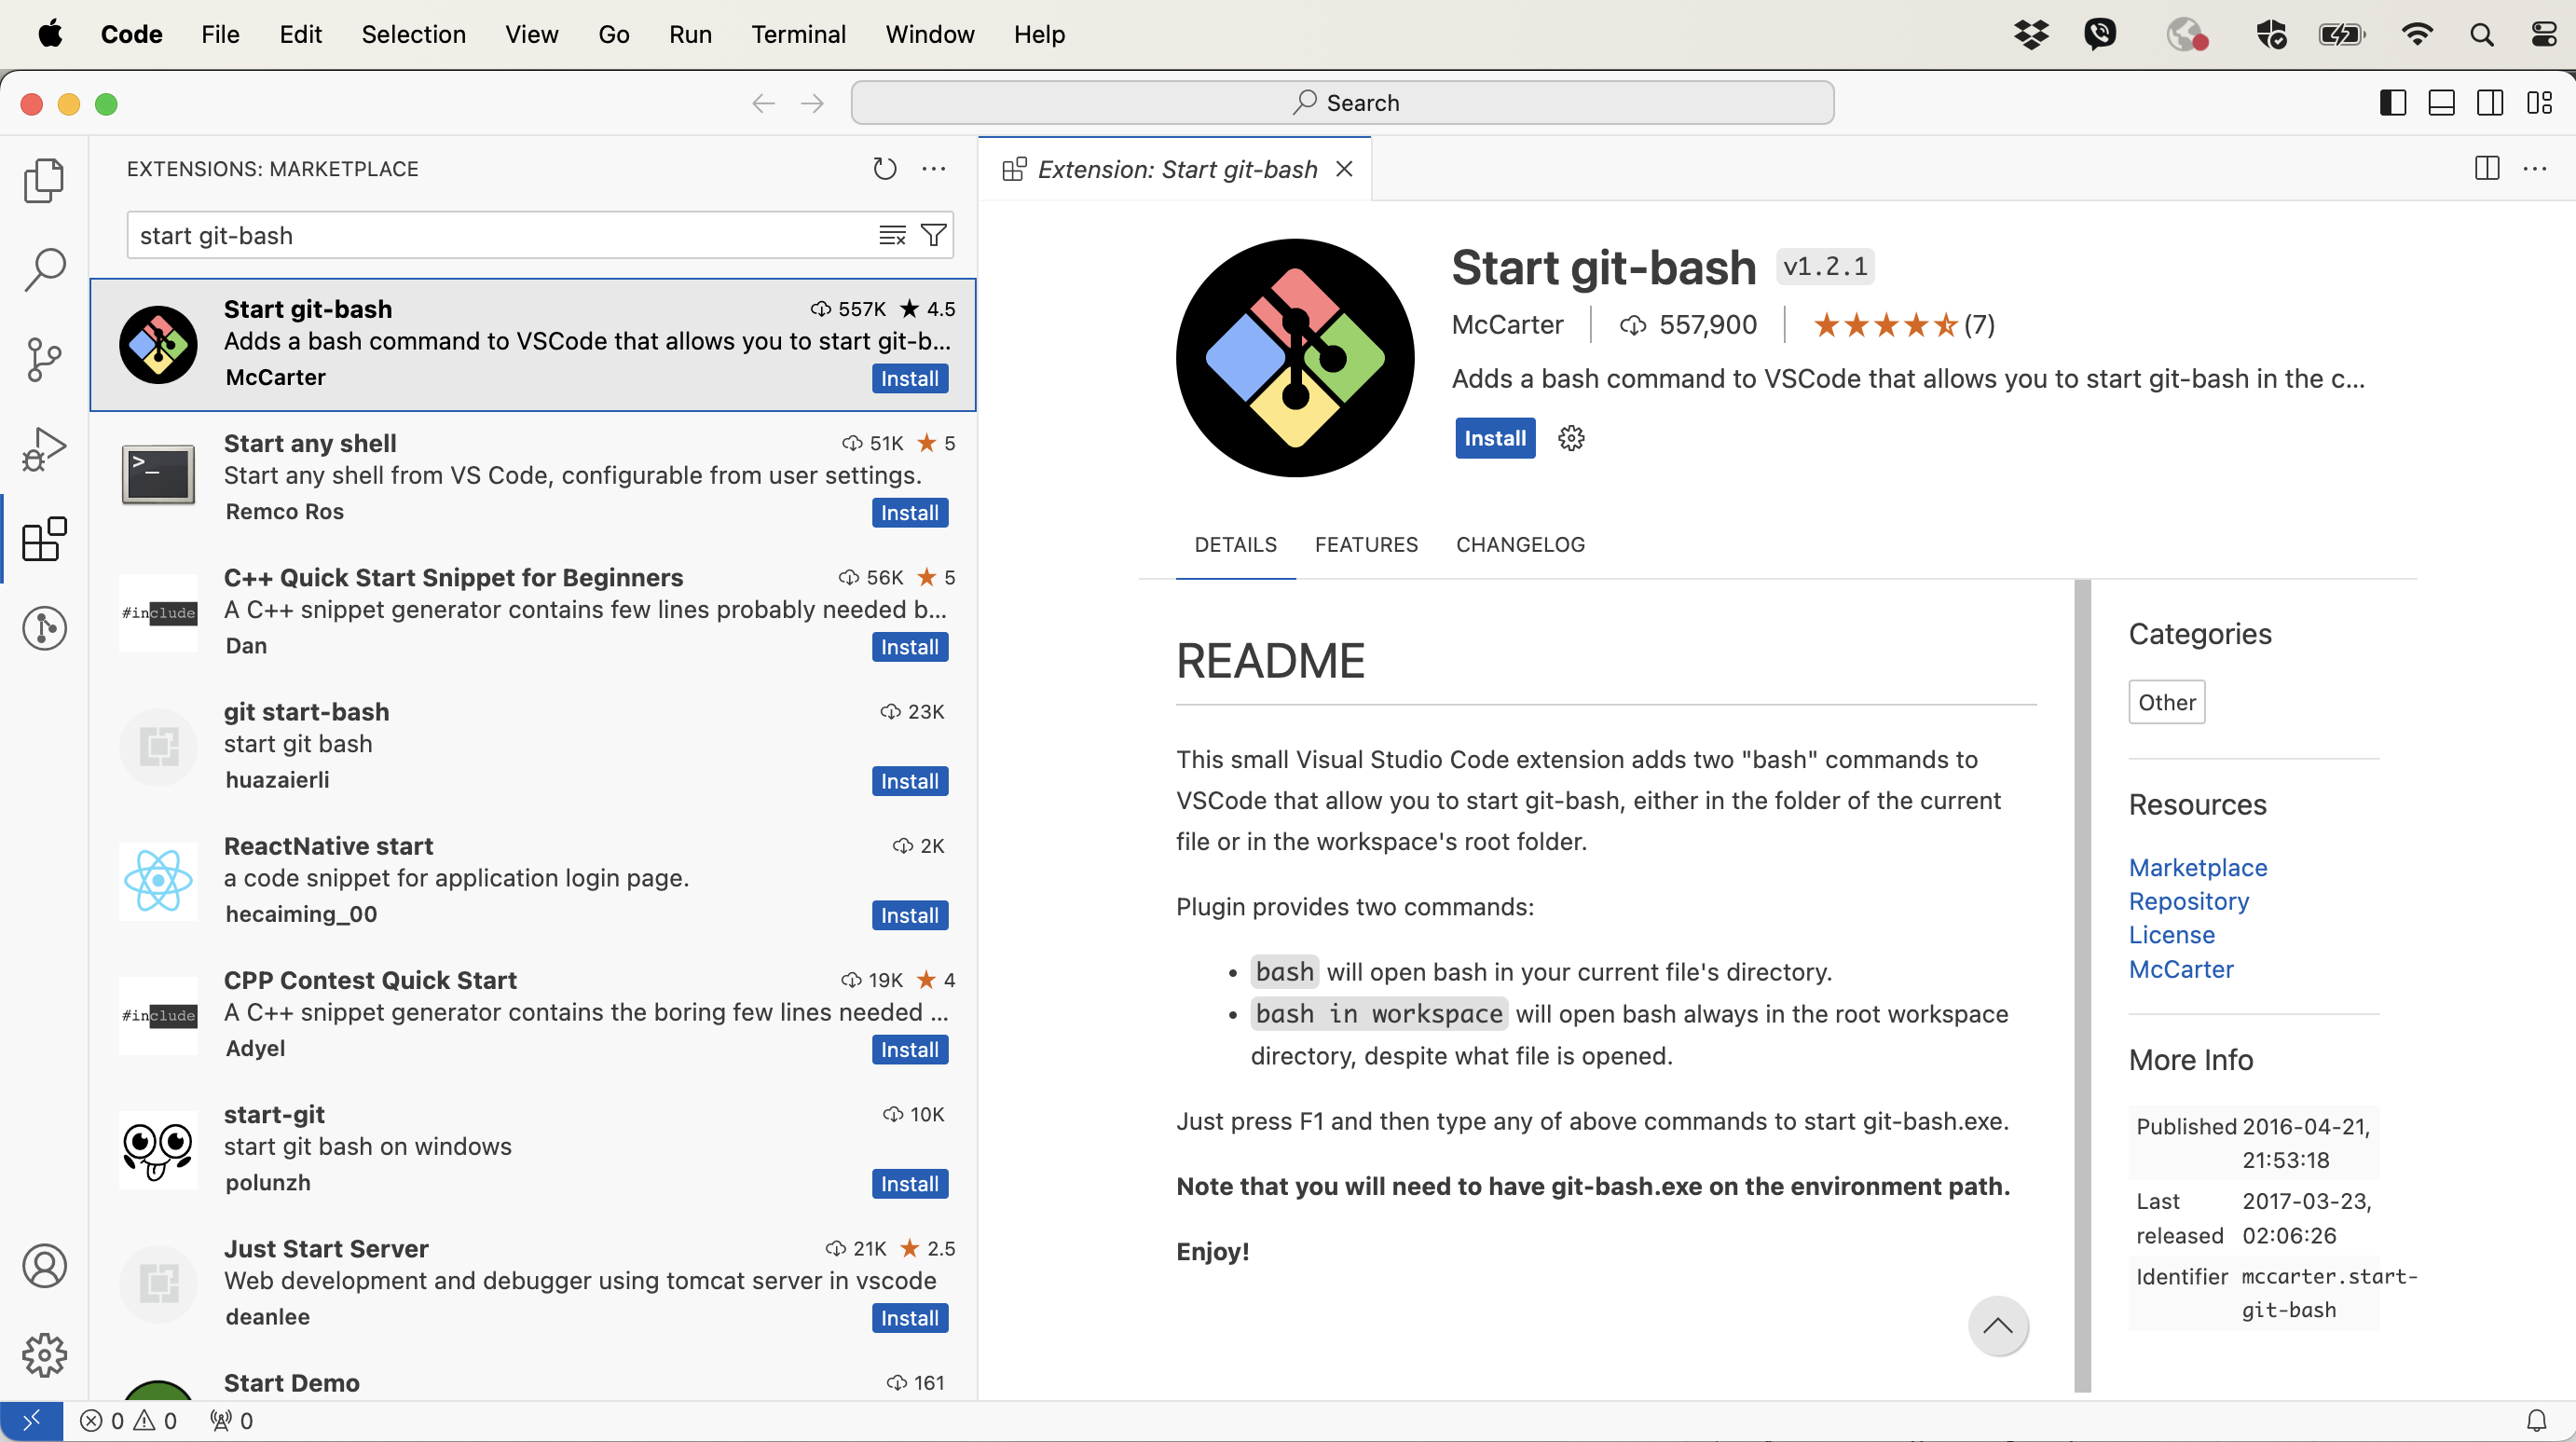 Code File Edit Selection View Go Run Terminal Window Help
Search
EXTENSIONS: MARKETPLACE
start git-bash
Start git-bash 557K ★ 4.5
Adds a bash command to VSCode that allows you to start git-b...
McCarter Install
Start any shell 51K ★ 5
Start any shell from VS Code, configurable from user settings.
Remco Ros Install
#include
C++ Quick Start Snippet for Beginners 56K ★ 5
A C++ snippet generator contains few lines probably needed b...
Dan Install
git start-bash 23K
start git bash
huazaierli Install
ReactNative start 2K
a code snippet for application login page.
hecaiming_00 Install
#include
CPP Contest Quick Start 19K ★ 4
A C++ snippet generator contains the boring few lines needed ...
Adyel Install
start-git 10K
start git bash on windows
polunzh Install
Just Start Server 21K ★ 2.5
Web development and debugger using tomcat server in vscode
deanlee Install
Start Demo 161
Extension: Start git-bash
Start git-bash v1.2.1
McCarter | 557,900 | (7)
Adds a bash command to VSCode that allows you to start git-bash in the c...
Install
DETAILS FEATURES CHANGELOG
README
This small Visual Studio Code extension adds two "bash" commands to
VSCode that allow you to start git-bash, either in the folder of the current
file or in the workspace's root folder.
Plugin provides two commands:
• bash will open bash in your current file's directory.
• bash in workspace will open bash always in the root workspace
directory, despite what file is opened.
Just press F1 and then type any of above commands to start git-bash.exe.
Note that you will need to have git-bash.exe on the environment path.
Enjoy!
Categories
Other
Resources
Marketplace
Repository
License
McCarter
More Info
Published 2016-04-21,
21:53:18
Last 2017-03-23,
released 02:06:26
Identifier mccarter.start-
git-bash
0 0 0